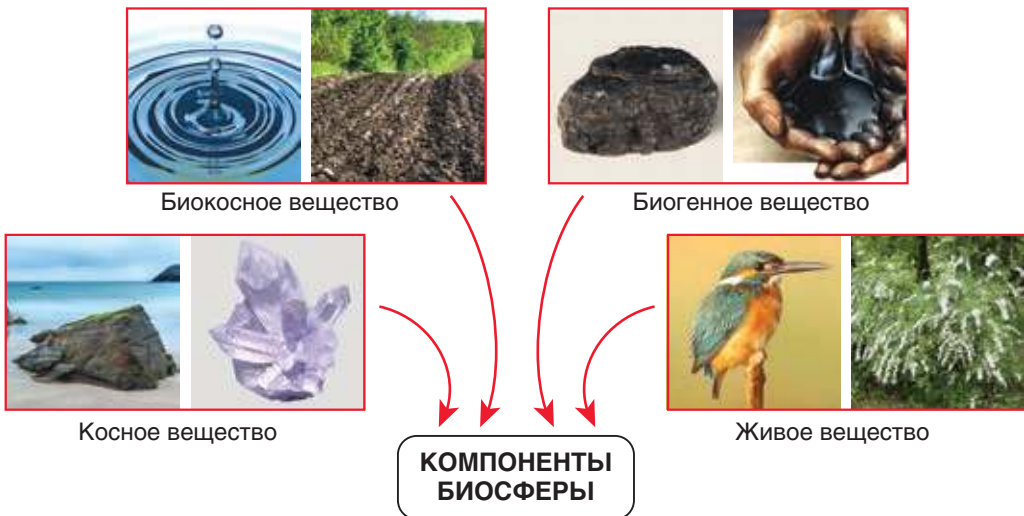 Биокосное вещество
Биогенное вещество
Косное вещество
Живое вещество
КОМПОНЕНТЫ
БИОСФЕРЫ